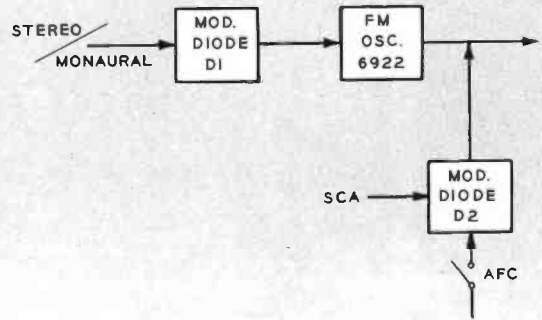 STEREO
MONAURAL
MOD.
DIODE
D1
FM
OSC.
6922
SCA
MOD.
DIODE
D2
AFC